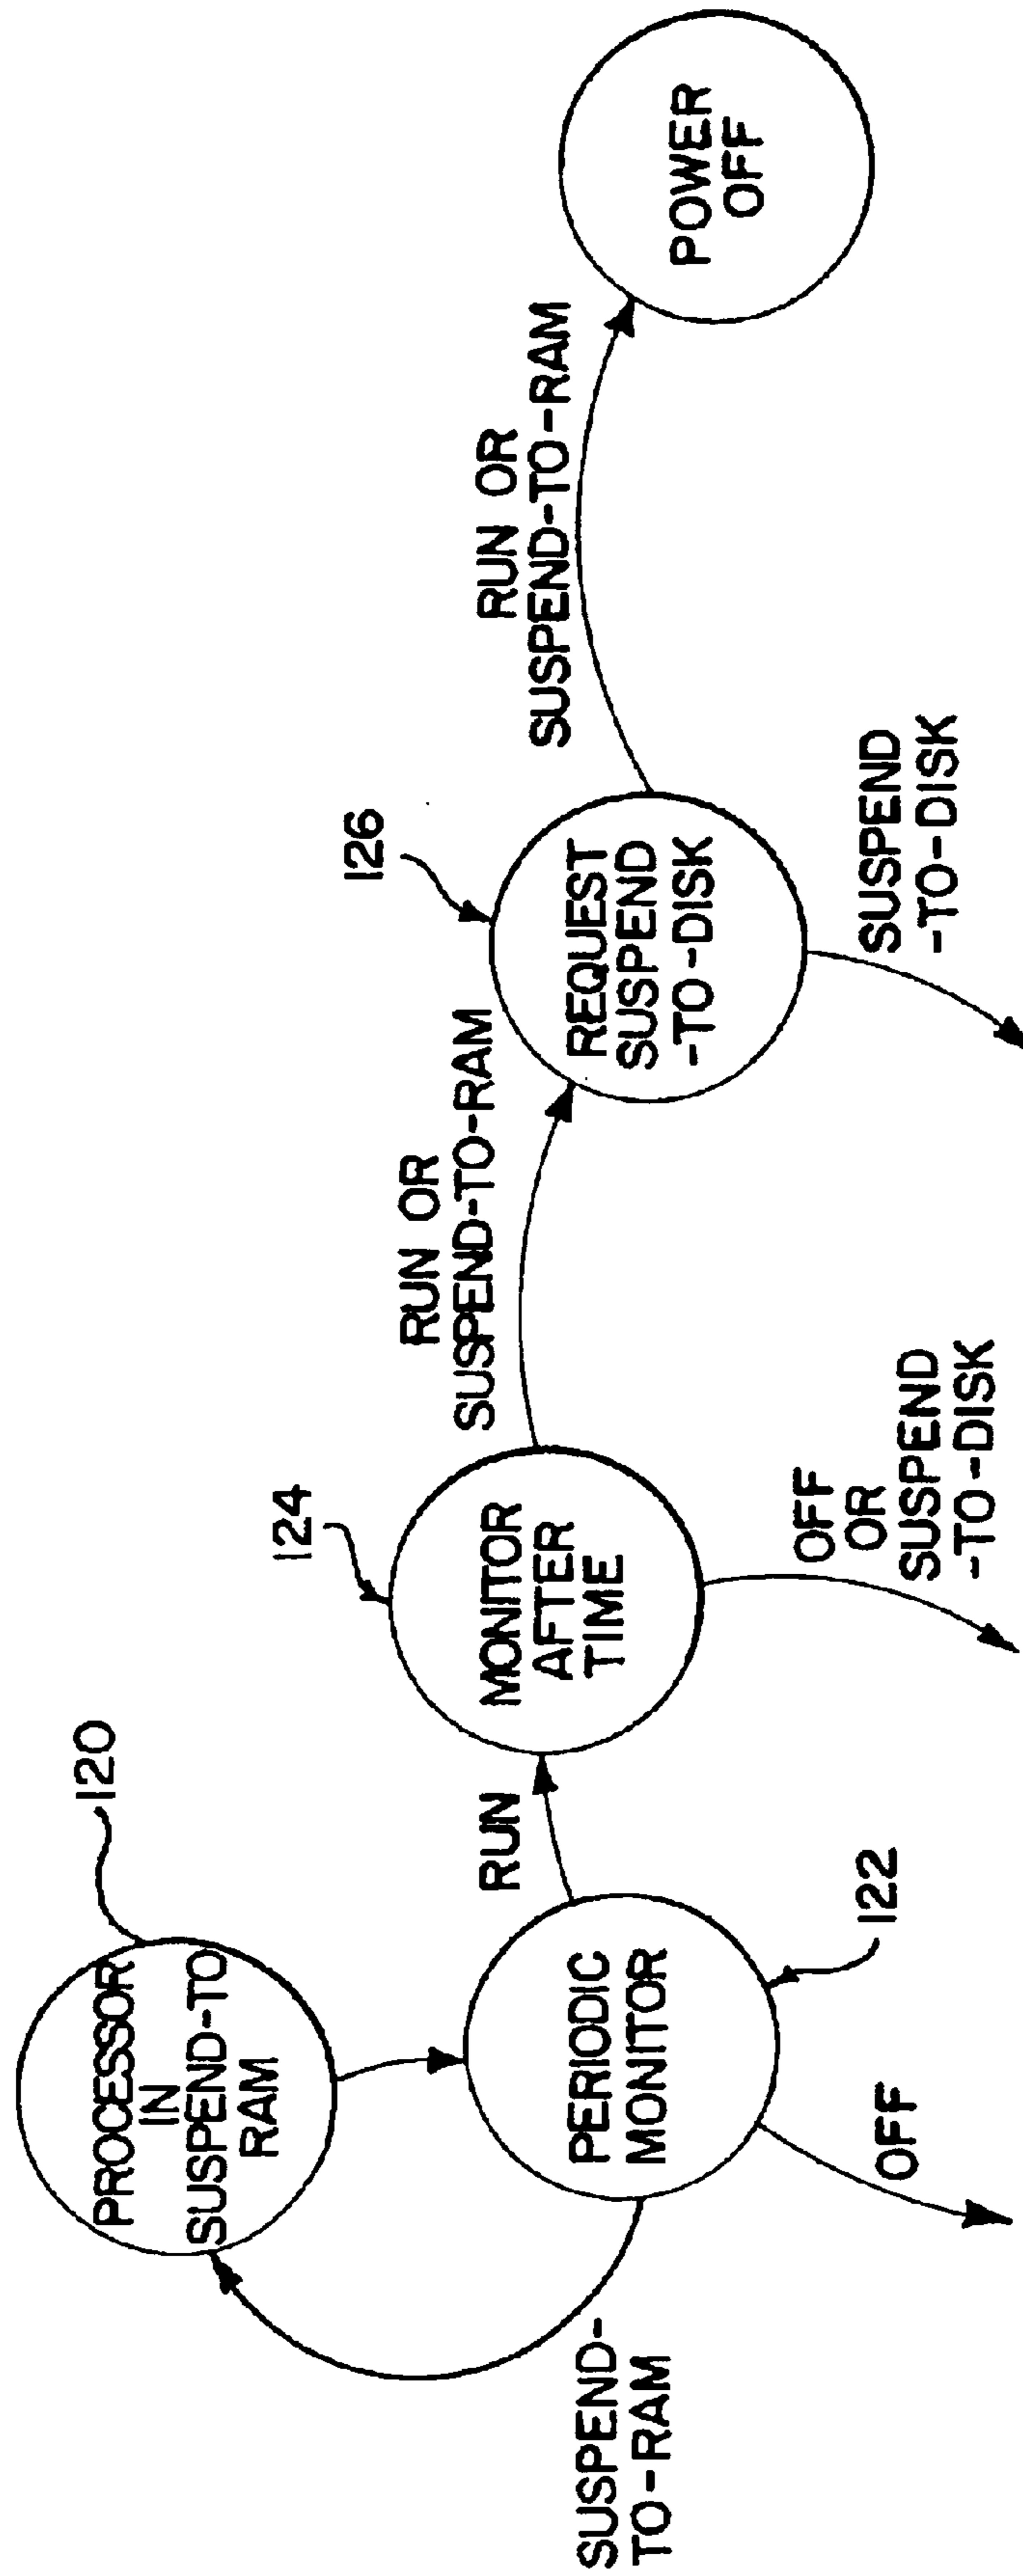 120
PROCESSOR
IN
SUSPEND-TO
RAM
SUSPEND-
TO-RAM
PERIODIC
MONITOR
122
OFF
RUN
124
MONITOR
AFTER
TIME
OFF
OR
SUSPEND
-TO-DISK
RUN OR
SUSPEND-TO-RAM
126
REQUEST
SUSPEND
-TO-DISK
SUSPEND
-TO-DISK
RUN OR
SUSPEND-TO-RAM
POWER
OFF